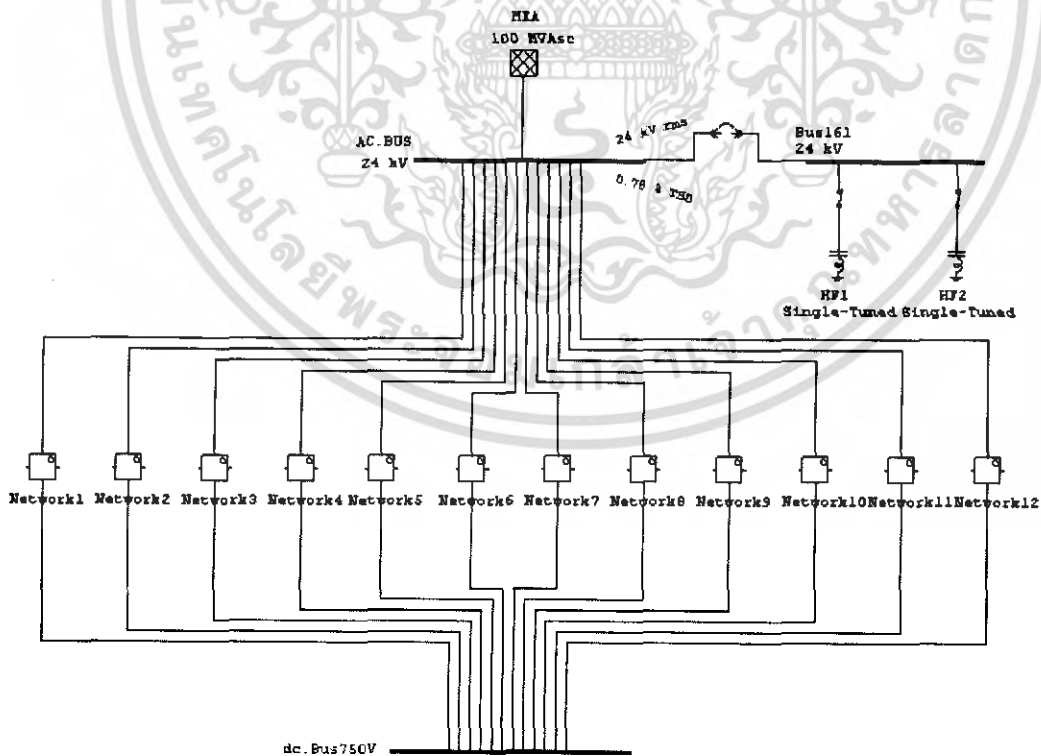 MEA
100 MVAsc
AC.BUS
24 kV
24 kV rms
0.78 % THD
Bus161
24 kV
HF1
Single-Tuned
HF2
Single-Tuned
Network1
Network2
Network3
Network4
Network5
Network6
Network7
Network8
Network9
Network10
Network11
Network12
dc.Bus750V